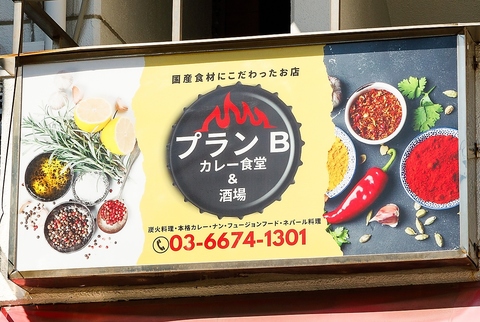 国産食材にこだわったお店
プランB
カレー食堂
&
酒場
炭火料理・本格カレー・ナン・フュージョンフード・ネパール料理
03-6674-1301